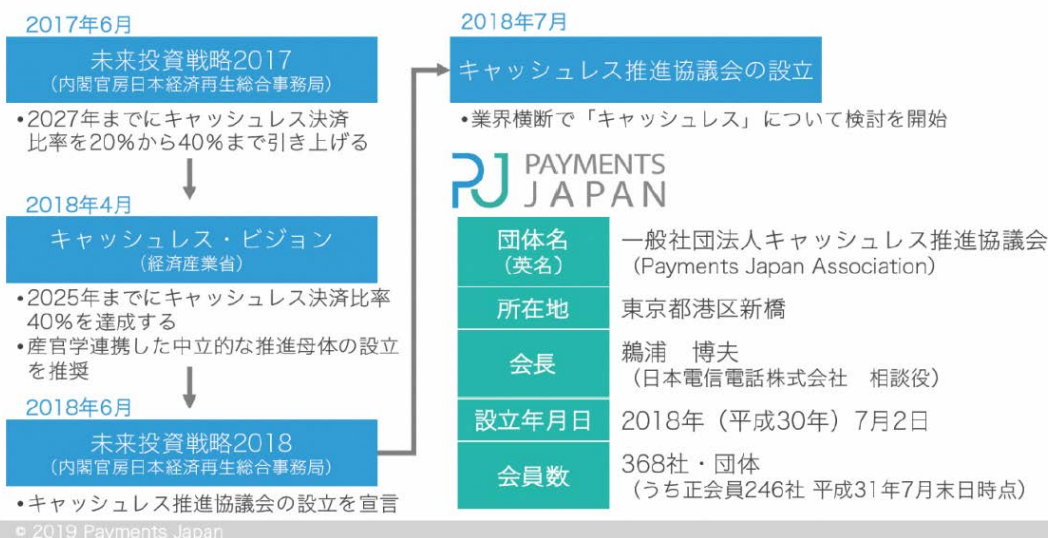 2017年6月
未来投資戦略2017
（内閣官房日本経済再生総合事務局）
•2027年までにキャッシュレス決済
比率を20%から40%まで引き上げる
2018年4月
キャッシュレス・ビジョン
（経済産業省）
•2025年までにキャッシュレス決済比率
40%を達成する
•産官学連携した中立的な推進母体の設立
を推奨
2018年6月
未来投資戦略2018
（内閣官房日本経済再生総合事務局）
•キャッシュレス推進協議会の設立を宣言
2018年7月
キャッシュレス推進協議会の設立
•業界横断で「キャッシュレス」について検討を開始
PJ PAYMENTS
JAPAN
団体名 一般社団法人キャッシュレス推進協議会
（英名） （Payments Japan Association）
所在地 東京都港区新橋
会長 鵜浦　博夫
（日本電信電話株式会社　相談役）
設立年月日 2018年（平成30年）7月2日
会員数 368社・団体
（うち正会員246社 平成31年7月末日時点）
© 2019 Payments Japan